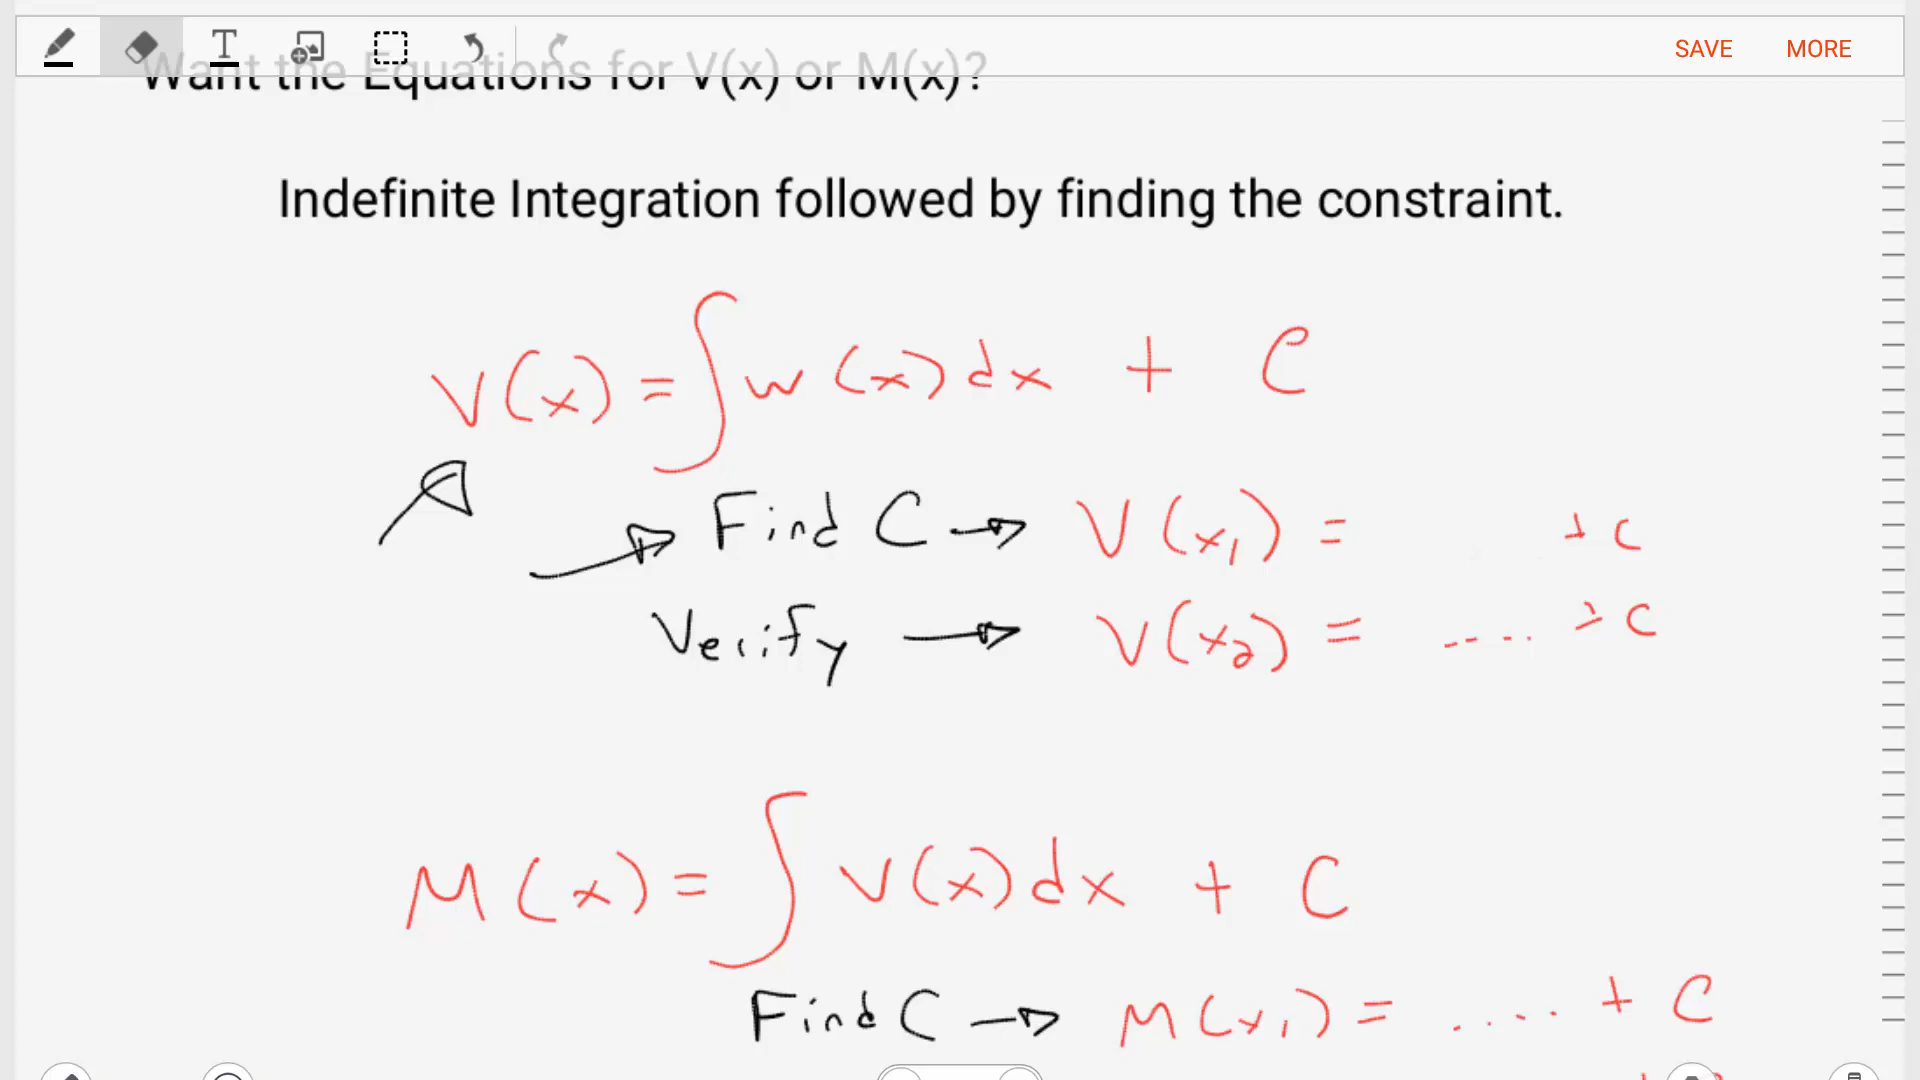 T SAVE MORE
Want the Equations for V(x) or M(x)?
Indefinite Integration followed by finding the constraint.
V(x) = ∫ w(x) dx + C
Find C → V(x₁) = + C
Verify → V(x₂) = .... + C
M(x) = ∫ V(x) dx + C
Find C → M(x₁) = .... + C